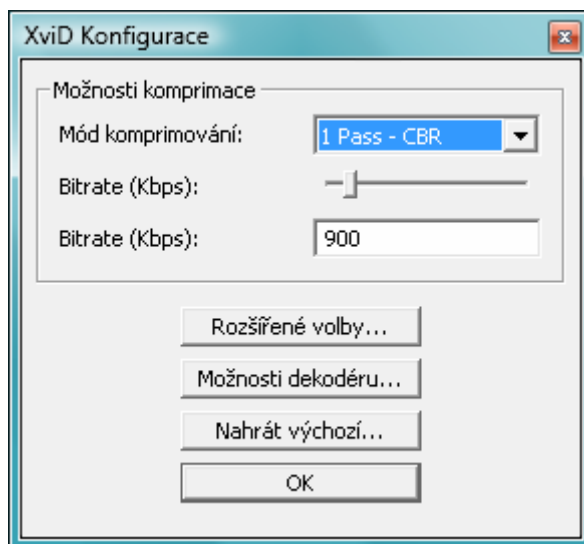 XviD Konfigurace
Možnosti komprimace
Mód komprimování: 1 Pass - CBR
Bitrate (Kbps):
Bitrate (Kbps): 900
Rozšířené volby...
Možnosti dekodéru...
Nahrát výchozí...
OK